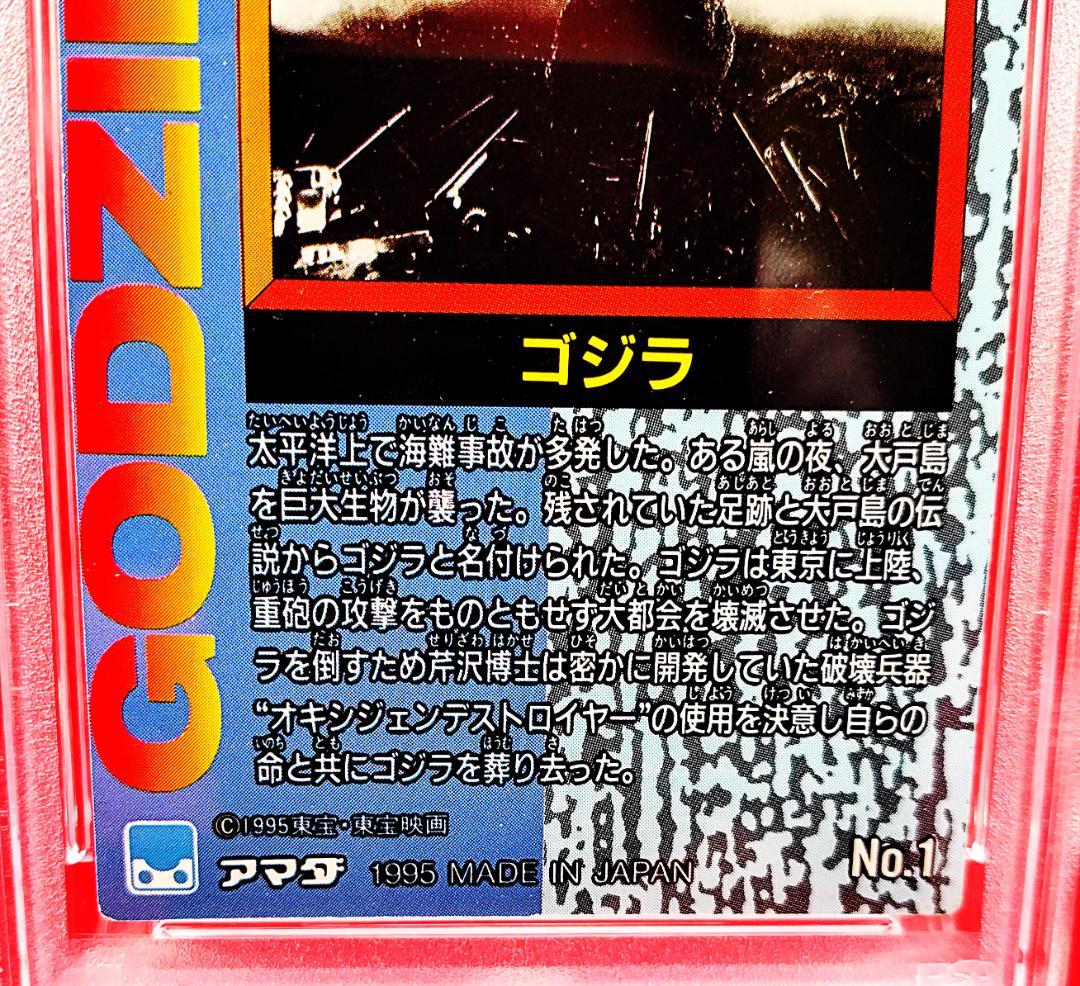 GODZI
ゴジラ
太平洋上で海難事故が多発した。ある嵐の夜、大戸島
を巨大生物が襲った。残されていた足跡と大戸島の伝
説からゴジラと名付けられた。ゴジラは東京に上陸、
重砲の攻撃をものともせず大都会を壊滅させた。ゴジ
ラを倒すため芹沢博士は密かに開発していた破壊兵器
“オキシジェンデストロイヤー”の使用を決意し自らの
命と共にゴジラを葬り去った。
©1995東宝・東宝映画
アマダ 1995 MADE IN JAPAN
No.1